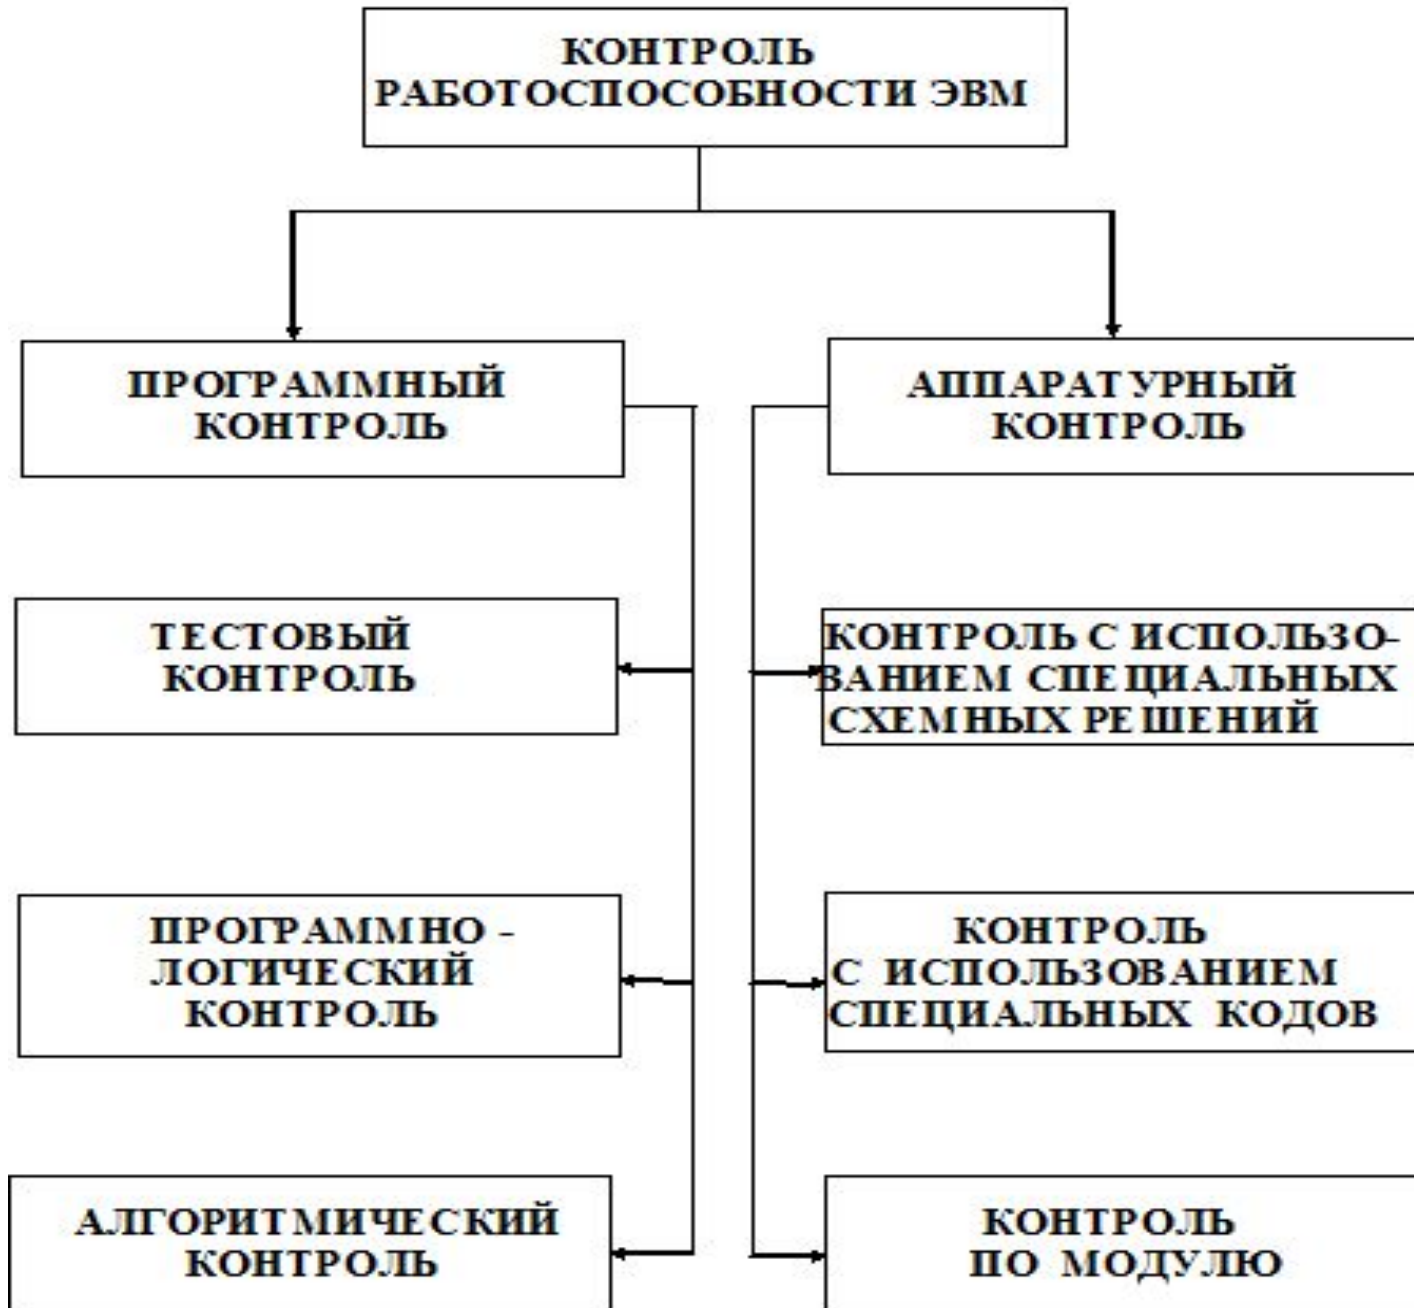 КОНТРОЛЬ
РАБОТОСПОСОБНОСТИ ЭВМ
ПРОГРАММНЫЙ
КОНТРОЛЬ
АППАРАТУРНЫЙ
КОНТРОЛЬ
ТЕСТОВЫЙ
КОНТРОЛЬ
КОНТРОЛЬ С ИСПОЛЬЗО-
ВАНИЕМ СПЕЦИАЛЬНЫХ
СХЕМНЫХ РЕШЕНИЙ
ПРОГРАММНО -
ЛОГИЧЕСКИЙ
КОНТРОЛЬ
КОНТРОЛЬ
С ИСПОЛЬЗОВАНИЕМ
СПЕЦИАЛЬНЫХ КОДОВ
АЛГОРИТМИЧЕСКИЙ
КОНТРОЛЬ
КОНТРОЛЬ
ПО МОДУЛЮ